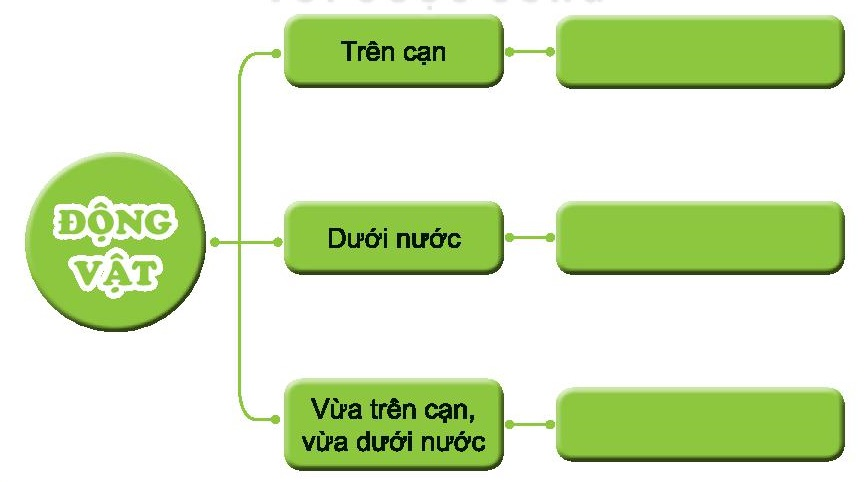 Trên cạn
ĐỘNG
VẬT
Dưới nước
Vừa trên cạn,
vừa dưới nước